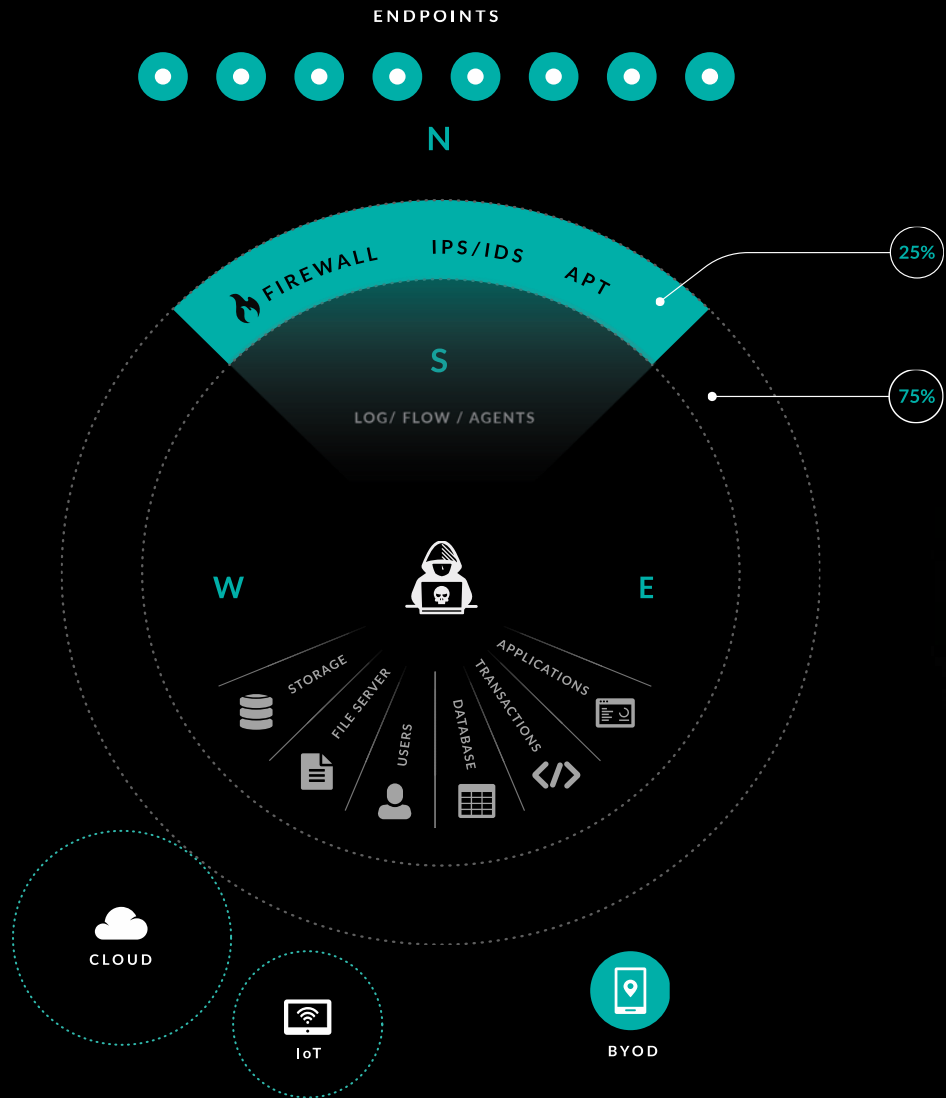 ENDPOINTS
N
FIREWALL
IPS/IDS
APT
25%
S
75%
LOG/ FLOW / AGENTS
W
E
STORAGE
FILE SERVER
USERS
DATABASE
TRANSACTIONS
APPLICATIONS
</>
CLOUD
IoT
BYOD